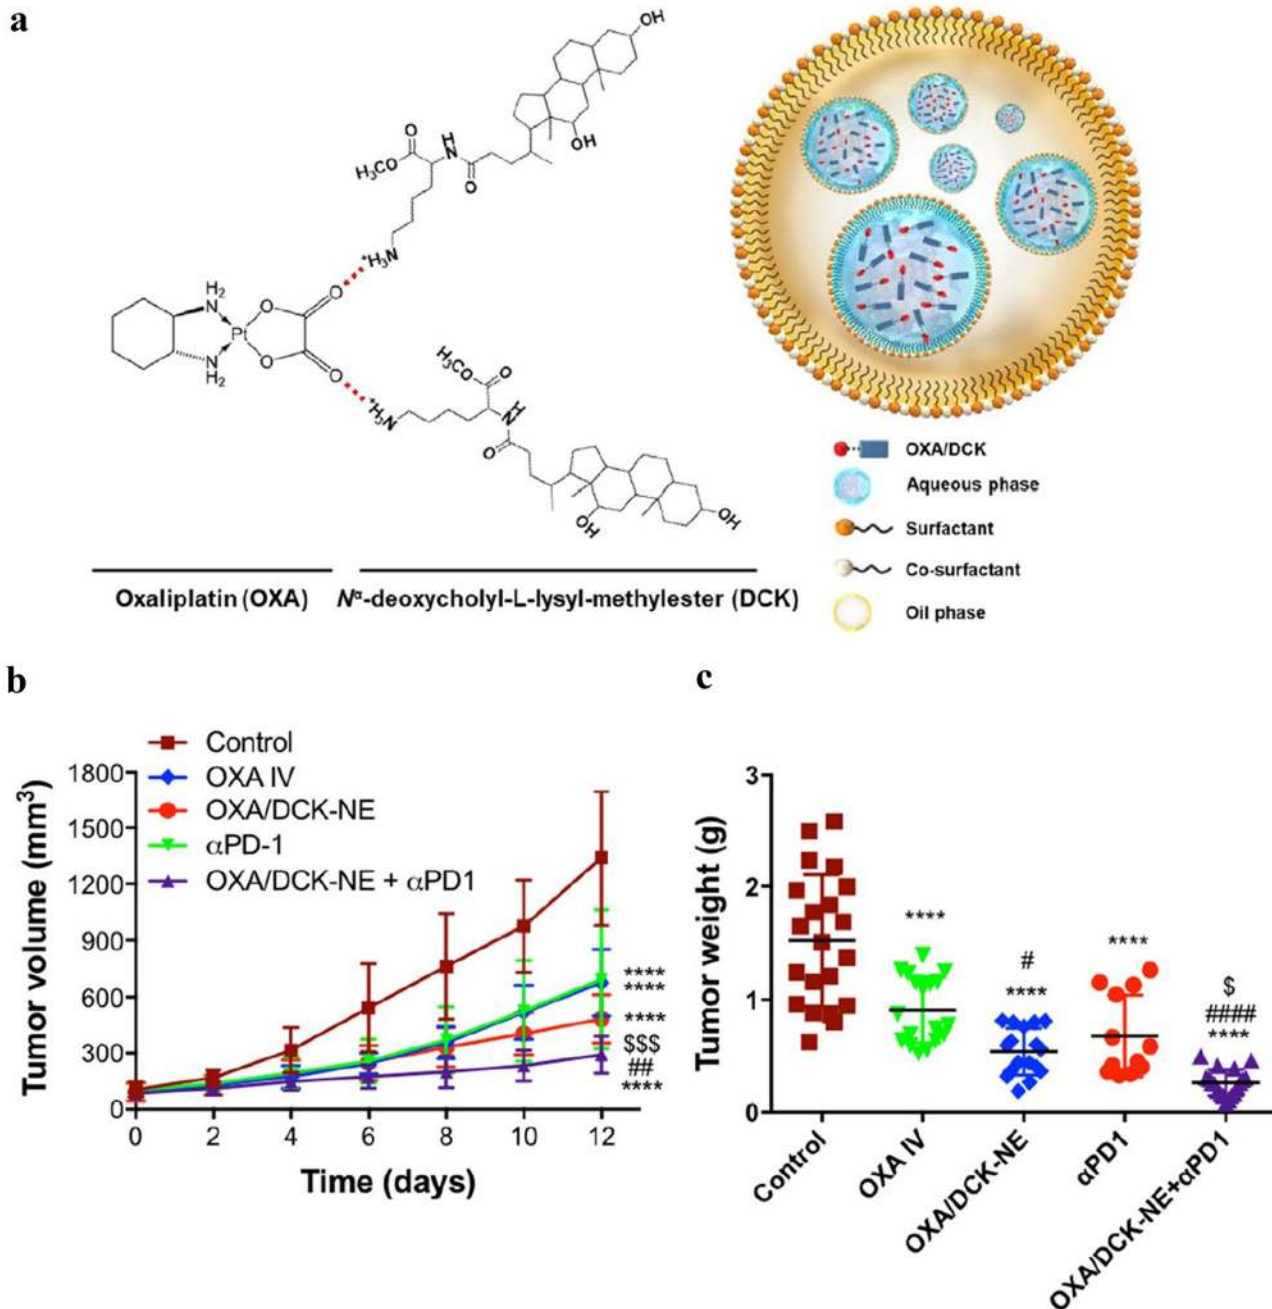 a
OH
OH
O
H
N
H₃CO
O
⁺H₃N
H₂
N
O
O
Pt
O
O
N
H₂
H₃CO
O
⁺H₃N
N
H
O
OH
OH
Oxaliplatin (OXA)
Nᵅ-deoxycholyl-L-lysyl-methylester (DCK)
OXA/DCK
Aqueous phase
Surfactant
Co-surfactant
Oil phase
b
Control
OXA IV
OXA/DCK-NE
αPD-1
OXA/DCK-NE + αPD1
Tumor volume (mm³)
1800
1500
1200
900
600
300
0
0 2 4 6 8 10 12
Time (days)
****
****
****
$$$
##
****
c
Tumor weight (g)
3
2
1
0
****
#
****
****
$
####
****
Control
OXA IV
OXA/DCK-NE
αPD1
OXA/DCK-NE+αPD1